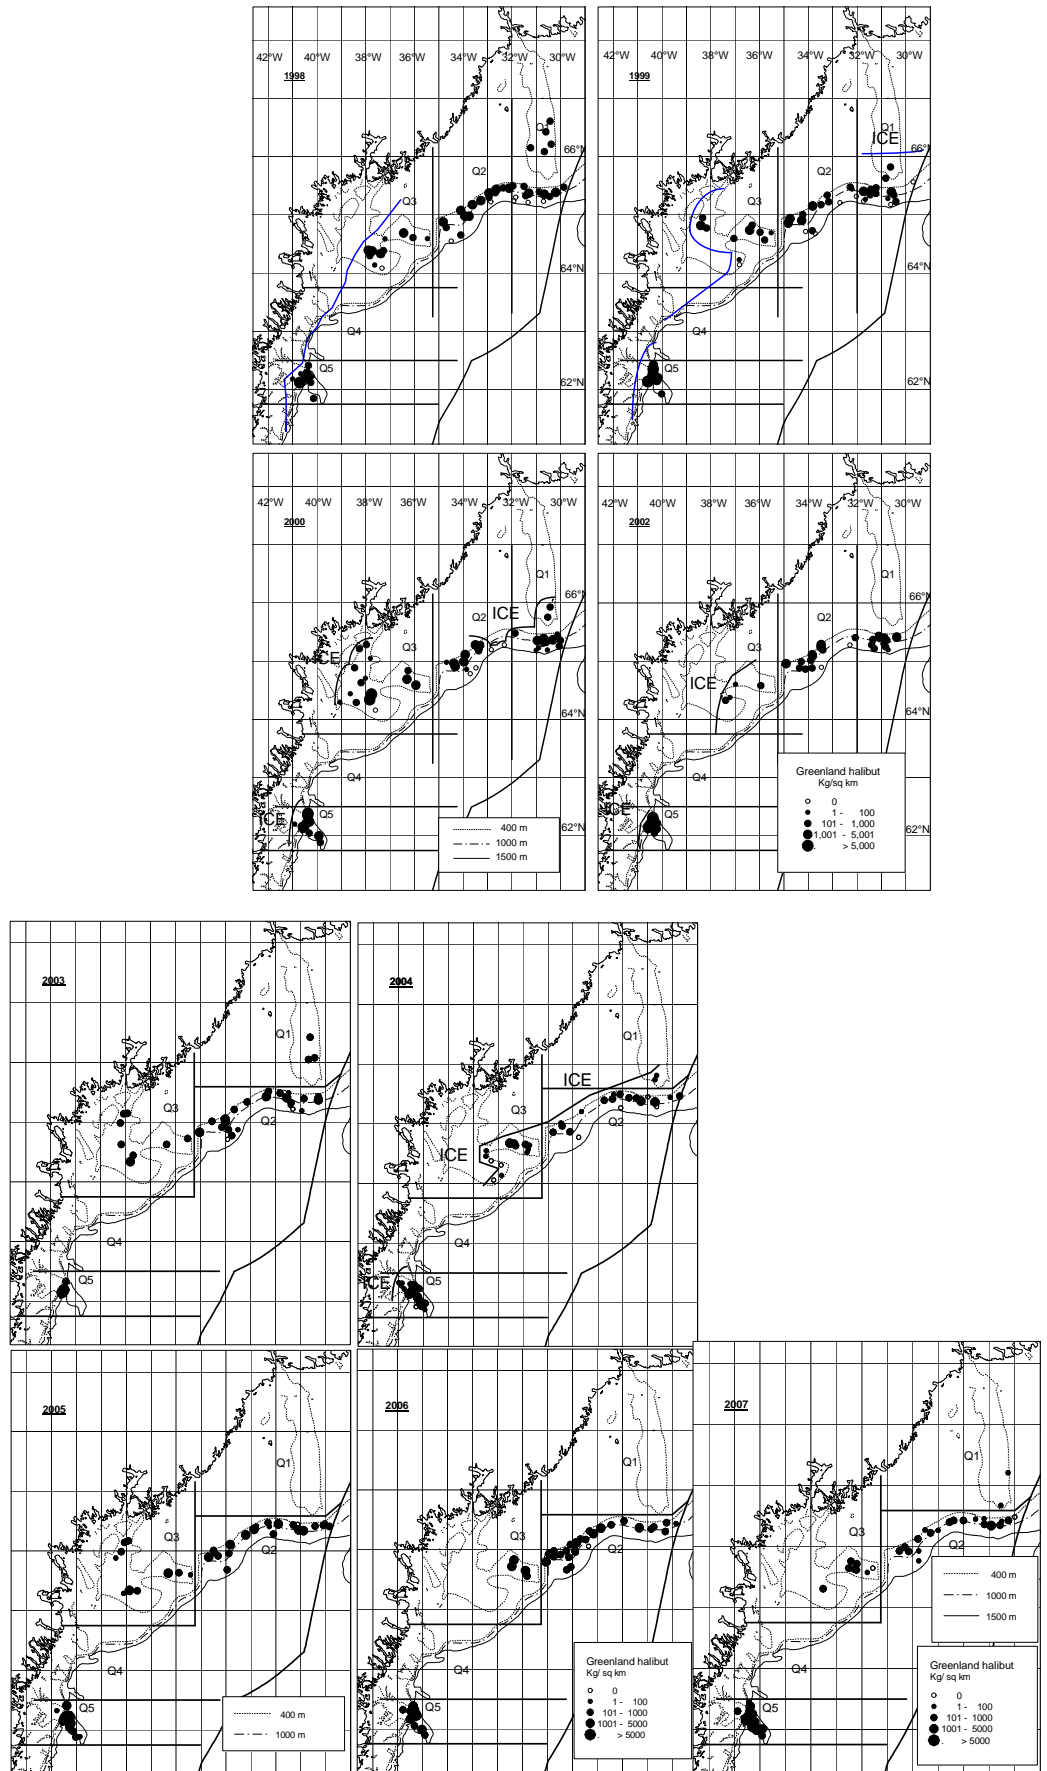 42°W 40°W 38°W 36°W 34°W 32°W 30°W
1998
Q1
66°N
Q2
Q3
64°N
Q4
Q5
62°N
42°W 40°W 38°W 36°W 34°W 32°W 30°W
1999
Q1
ICE
66°N
Q2
Q3
64°N
Q4
Q5
62°N
42°W 40°W 38°W 36°W 34°W 32°W 30°W
2000
Q1
66°N
ICE
Q2
Q3
ICE
64°N
Q4
ICE
Q5
62°N
400 m
1000 m
1500 m
42°W 40°W 38°W 36°W 34°W 32°W 30°W
2002
Q1
66°N
Q2
Q3
ICE
64°N
Q4
ICE
Q5
62°N
Greenland halibut
Kg/sq km
0
1 - 100
101 - 1,000
1,001 - 5,001
> 5,000
2003
Q1
Q3
Q2
Q4
Q5
2004
Q1
ICE
Q3
Q2
ICE
Q4
ICE
Q5
2005
Q1
Q3
Q2
Q4
Q5
400 m
1000 m
2006
Q1
Q3
Q2
Q4
Q5
Greenland halibut
Kg/ sq km
0
1 - 100
101 - 1000
1001 - 5000
> 5000
2007
Q1
Q3
Q2
Q4
Q5
400 m
1000 m
1500 m
Greenland halibut
Kg/ sq km
0
1 - 100
101 - 1000
1001 - 5000
> 5000